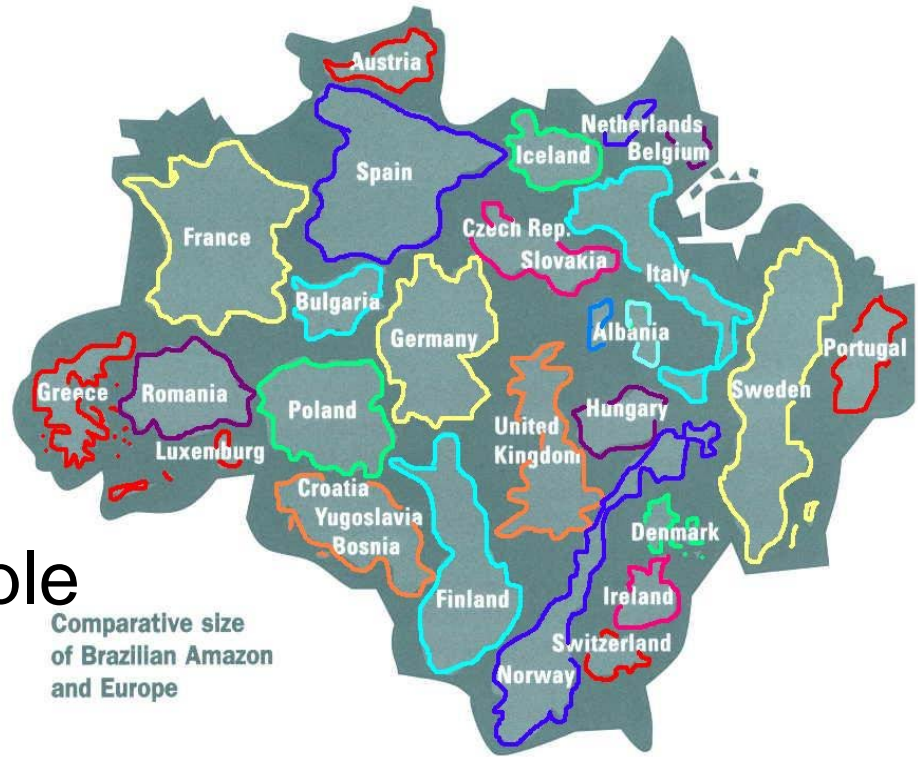 Austria
Netherlands
Belgium
Iceland
Spain
Czech Rep.
Slovakia
France
Italy
Bulgaria
Albania
Germany
Portugal
Greece
Romania
Poland
Hungary
Sweden
United
Kingdom
Luxemburg
Croatia
Yugoslavia
Bosnia
Denmark
Finland
Ireland
Switzerland
Norway
ole
Comparative size
of Brazilian Amazon
and Europe